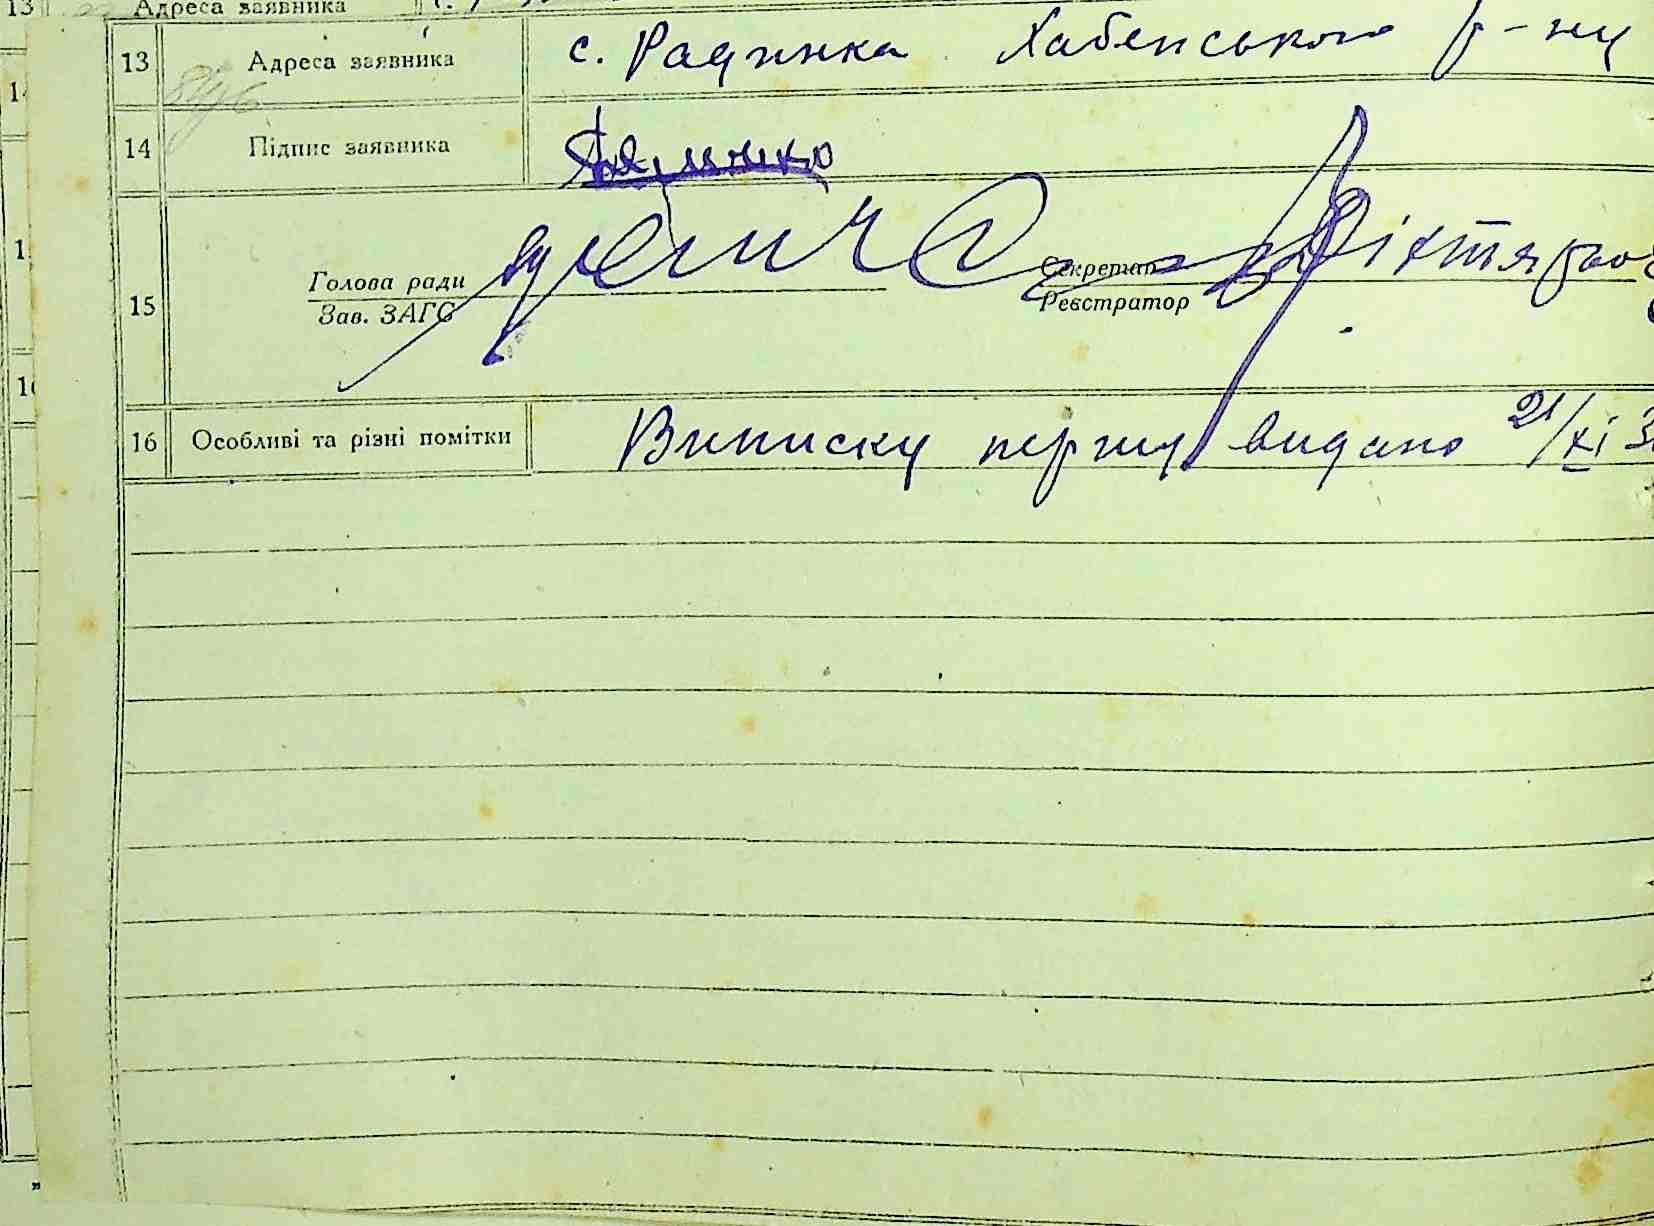 13 Адреса заявника
13 Адреса заявника с. Радинка Хабенського р-ну
14 Підпис заявника
15 Голова ради Секретар
Зав. ЗАГС Реєстратор
16 Особливі та різні помітки Виписку першу видано 21/XI 3